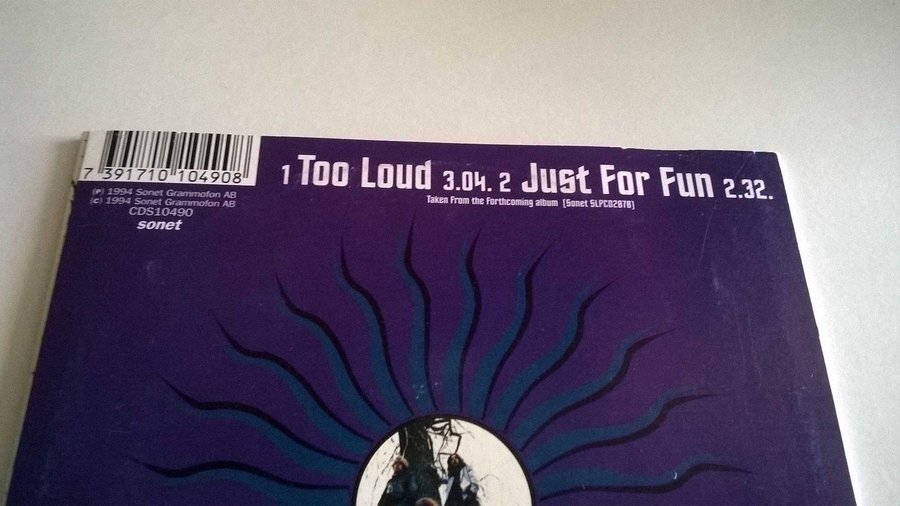 7 391710 104908
℗ 1994 Sonet Grammofon AB
© 1994 Sonet Grammofon AB
CDS10490
sonet
1 Too Loud 3.04. 2 Just For Fun 2.32.
Taken From the Forthcoming album (Sonet SLPCD2878)